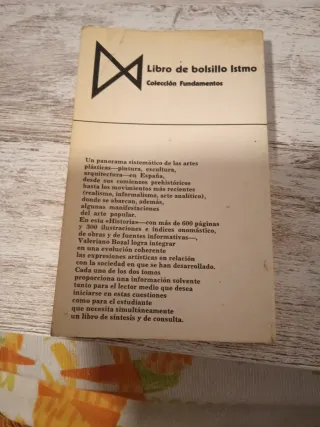 Libro de bolsillo Istmo
Colección Fundamentos
Un panorama sistemático de las artes
plásticas—pintura, escultura,
arquitectura—en España,
desde sus comienzos prehistóricos
hasta los movimientos más recientes
(realismo, informalismo, arte analítico),
donde se observan, además,
algunas manifestaciones
del arte popular.
En esta «Historia»—con más de 600 páginas
y 300 ilustraciones e índices onomástico,
de obras y de fuentes informativas—,
Valeriano Bozal logra integrar
en una evolución coherente
las expresiones artísticas en relación
con la sociedad en que se han desarrollado.
Cada uno de los dos tomos
proporciona una información solvente
tanto para el lector medio que desea
iniciarse en estas cuestiones
como para el estudiante
que necesita simultáneamente
un libro de síntesis y de consulta.